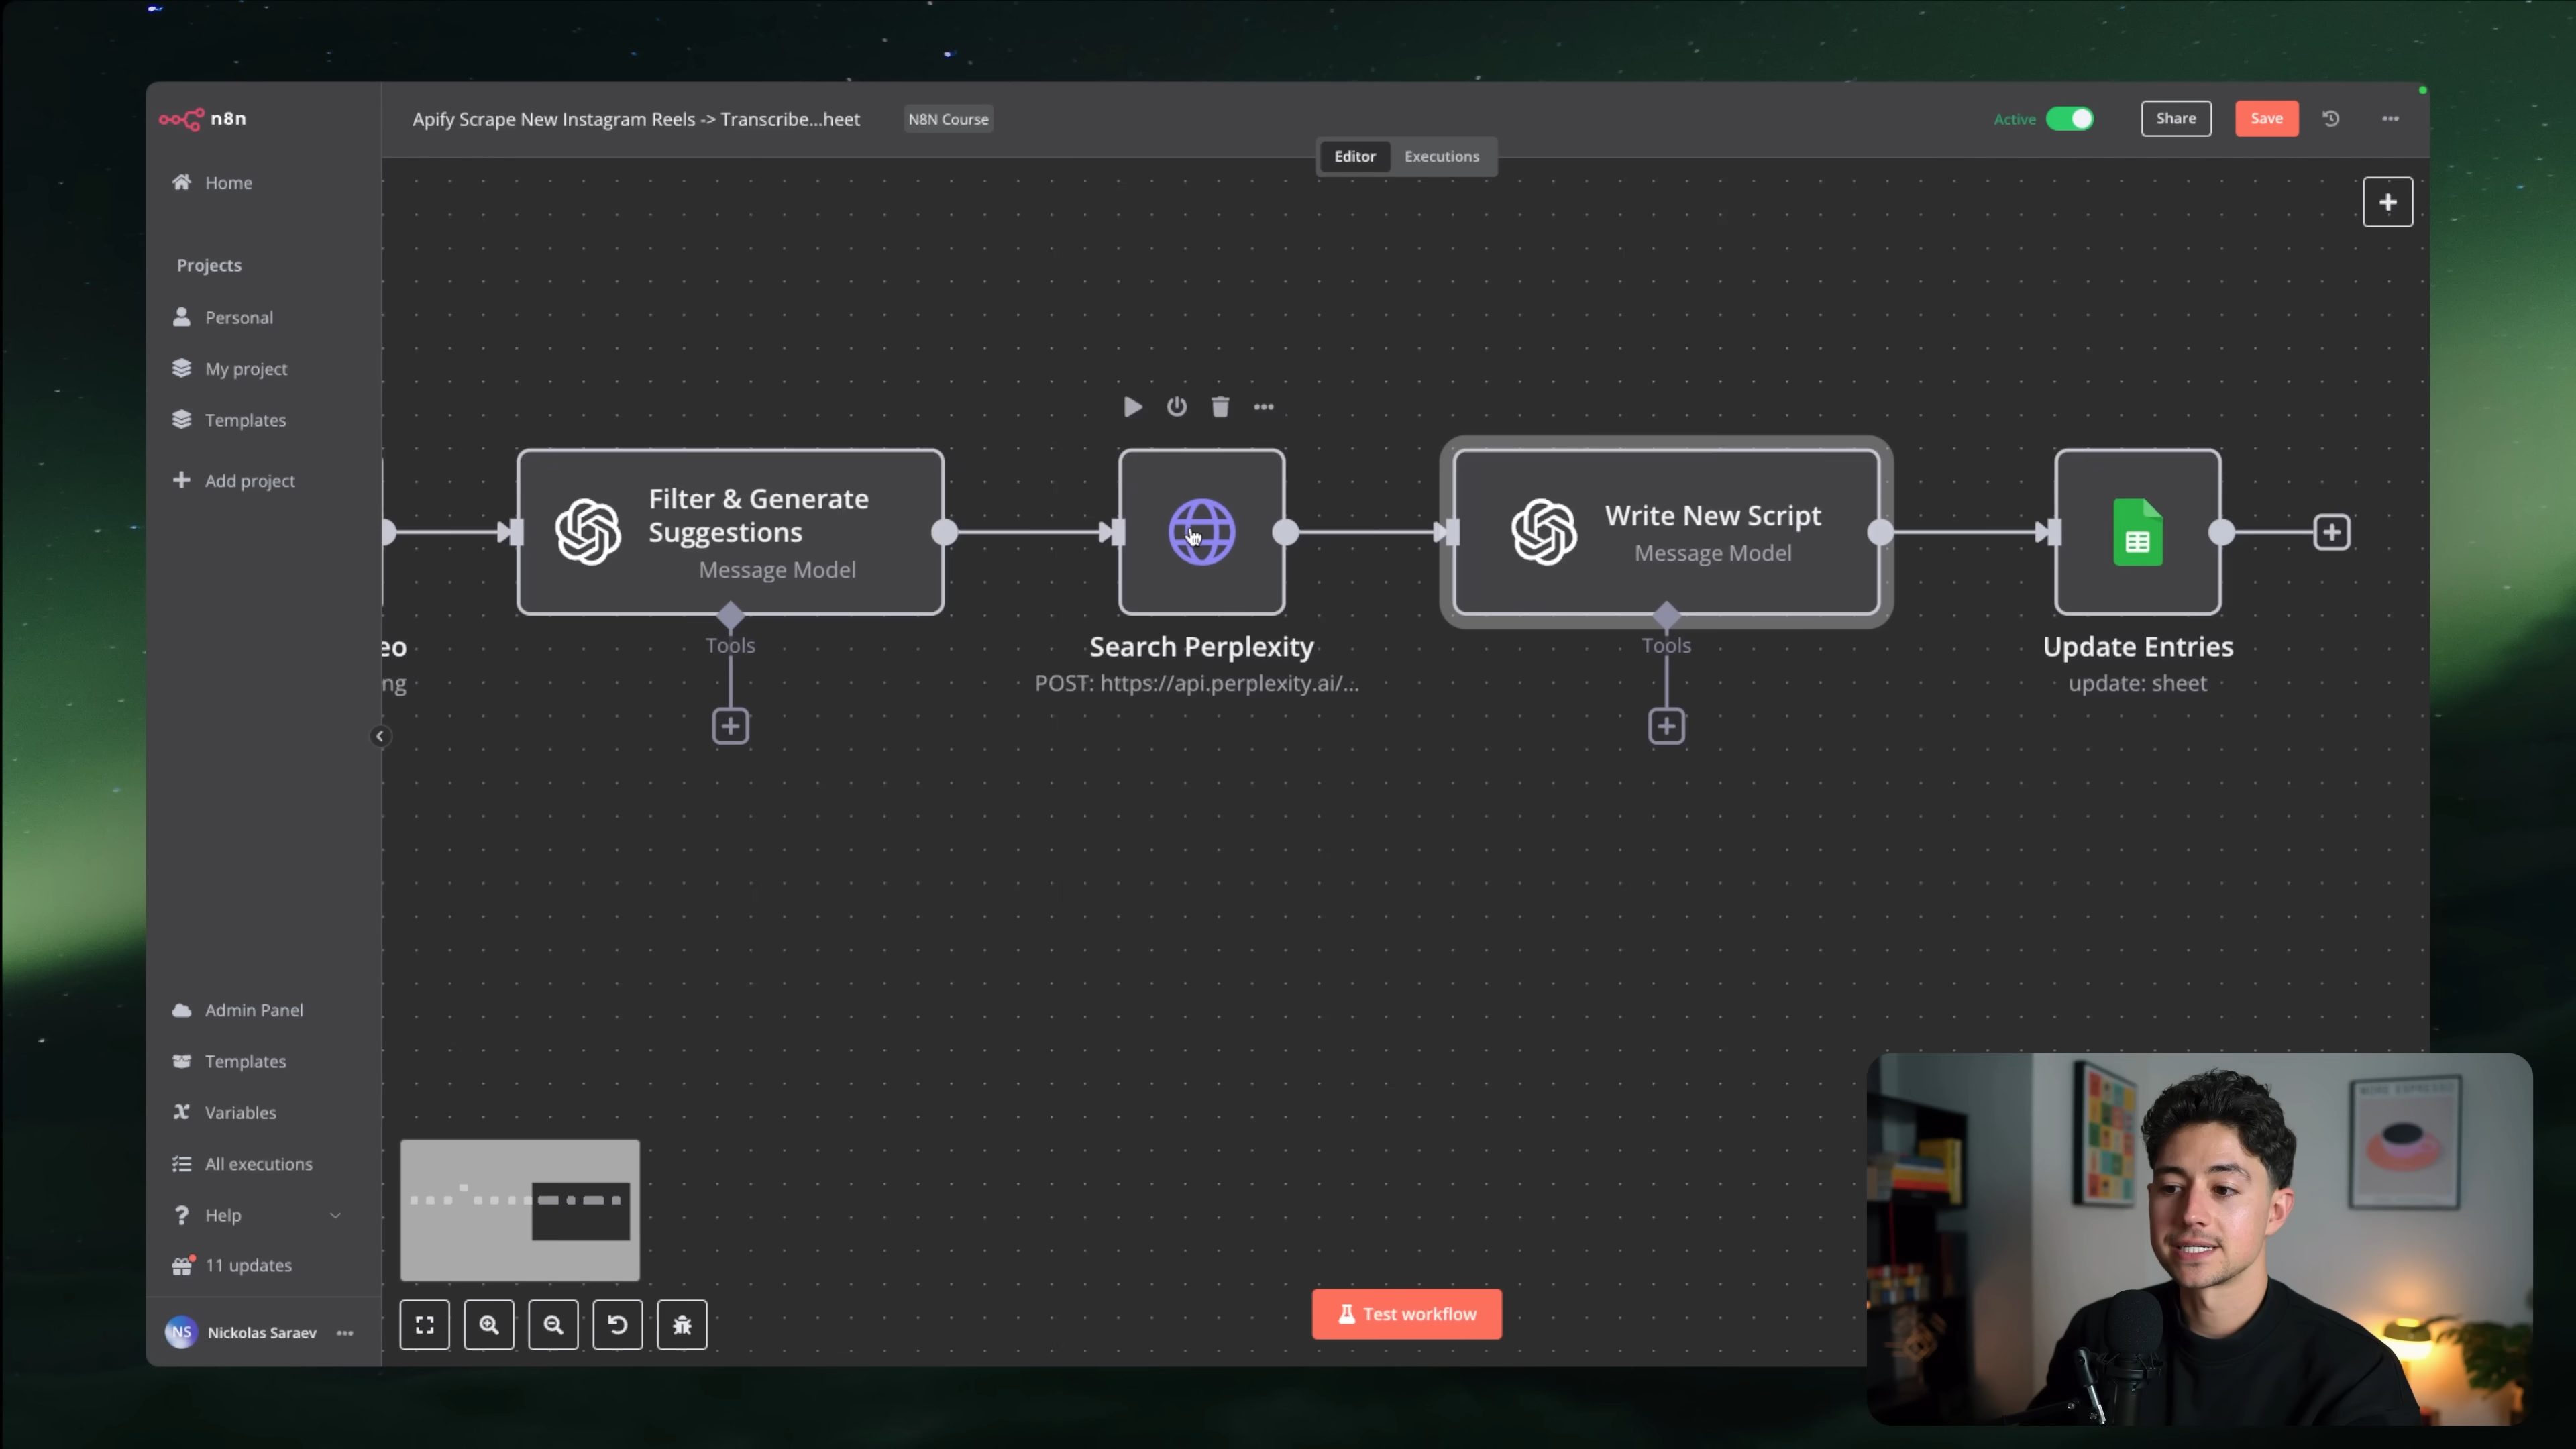 n8n
Apify Scrape New Instagram Reels -> Transcribe...heet
N8N Course
Active
Share
Save
Editor
Executions
Home
Projects
Personal
My project
Templates
Add project
Filter & Generate
Suggestions
Message Model
Tools
Search Perplexity
POST: https://api.perplexity.ai/...
Write New Script
Message Model
Tools
Update Entries
update: sheet
eo
ng
Admin Panel
Templates
Variables
All executions
Help
11 updates
NS
Nickolas Saraev
Test workflow
MORE ESPRESSO